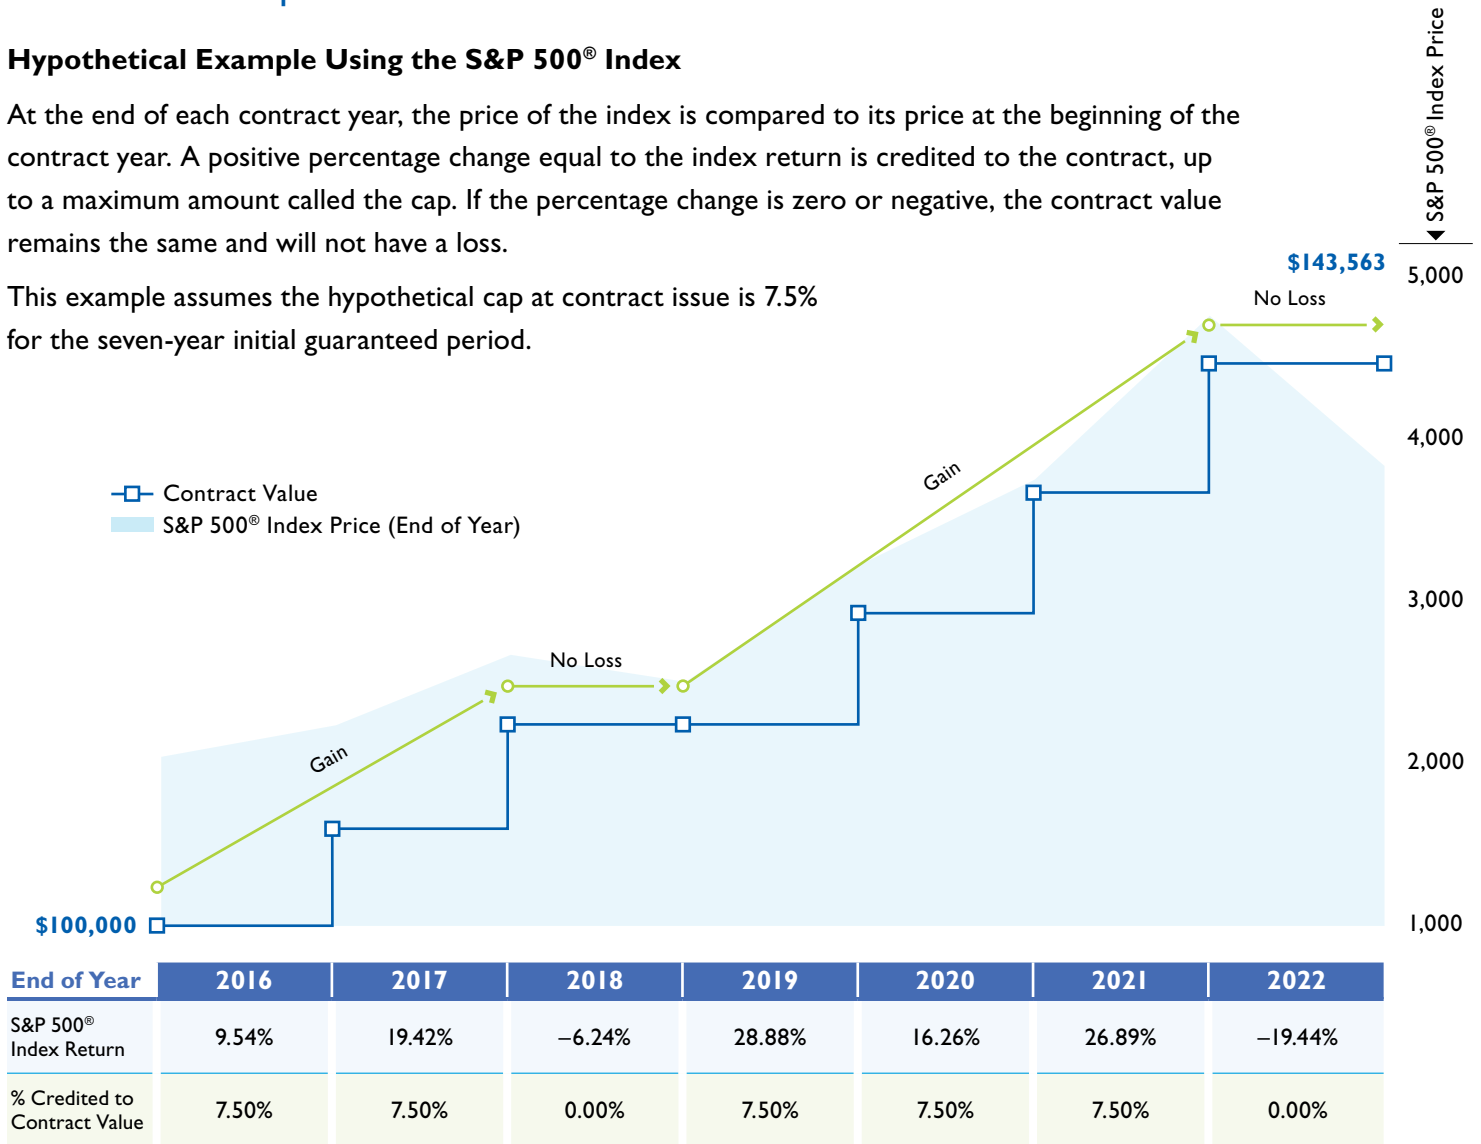 Hypothetical Example Using the S&P 500® Index
At the end of each contract year, the price of the index is compared to its price at the beginning of the
contract year. A positive percentage change equal to the index return is credited to the contract, up
to a maximum amount called the cap. If the percentage change is zero or negative, the contract value
remains the same and will not have a loss.
This example assumes the hypothetical cap at contract issue is 7.5%
for the seven-year initial guaranteed period.
S&P 500® Index Price
$143,563
5,000
No Loss
4,000
Gain
Contract Value
S&P 500® Index Price (End of Year)
3,000
No Loss
2,000
Gain
$100,000
1,000
End of Year 2016 2017 2018 2019 2020 2021 2022
S&P 500®
Index Return 9.54% 19.42% –6.24% 28.88% 16.26% 26.89% –19.44%
% Credited to
Contract Value 7.50% 7.50% 0.00% 7.50% 7.50% 7.50% 0.00%